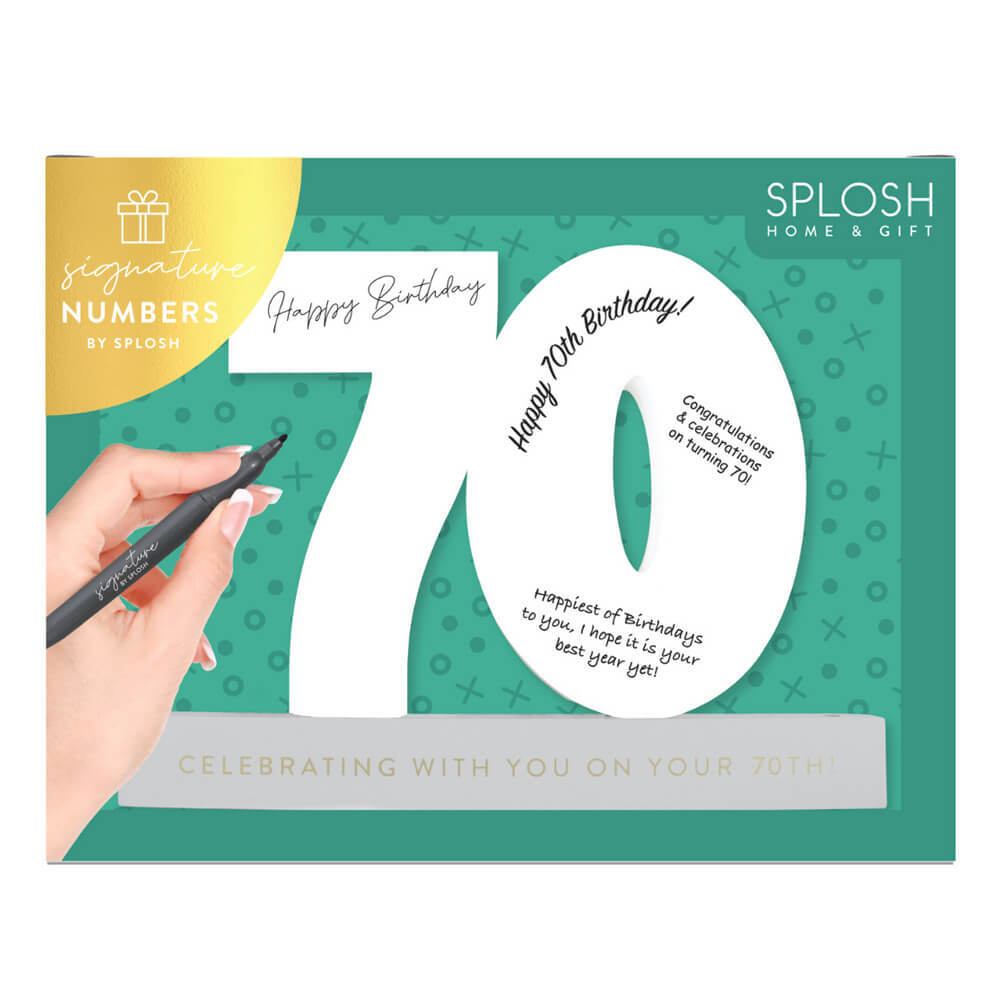 signature
NUMBERS
BY SPLOSH
SPLOSH
HOME & GIFT
70
Happy Birthday
Happy 70th Birthday!
Congratulations
& celebrations
on turning 70!
Happiest of Birthdays
to you, I hope it is your
best year yet!
signature
BY SPLOSH
CELEBRATING WITH YOU ON YOUR 70TH!